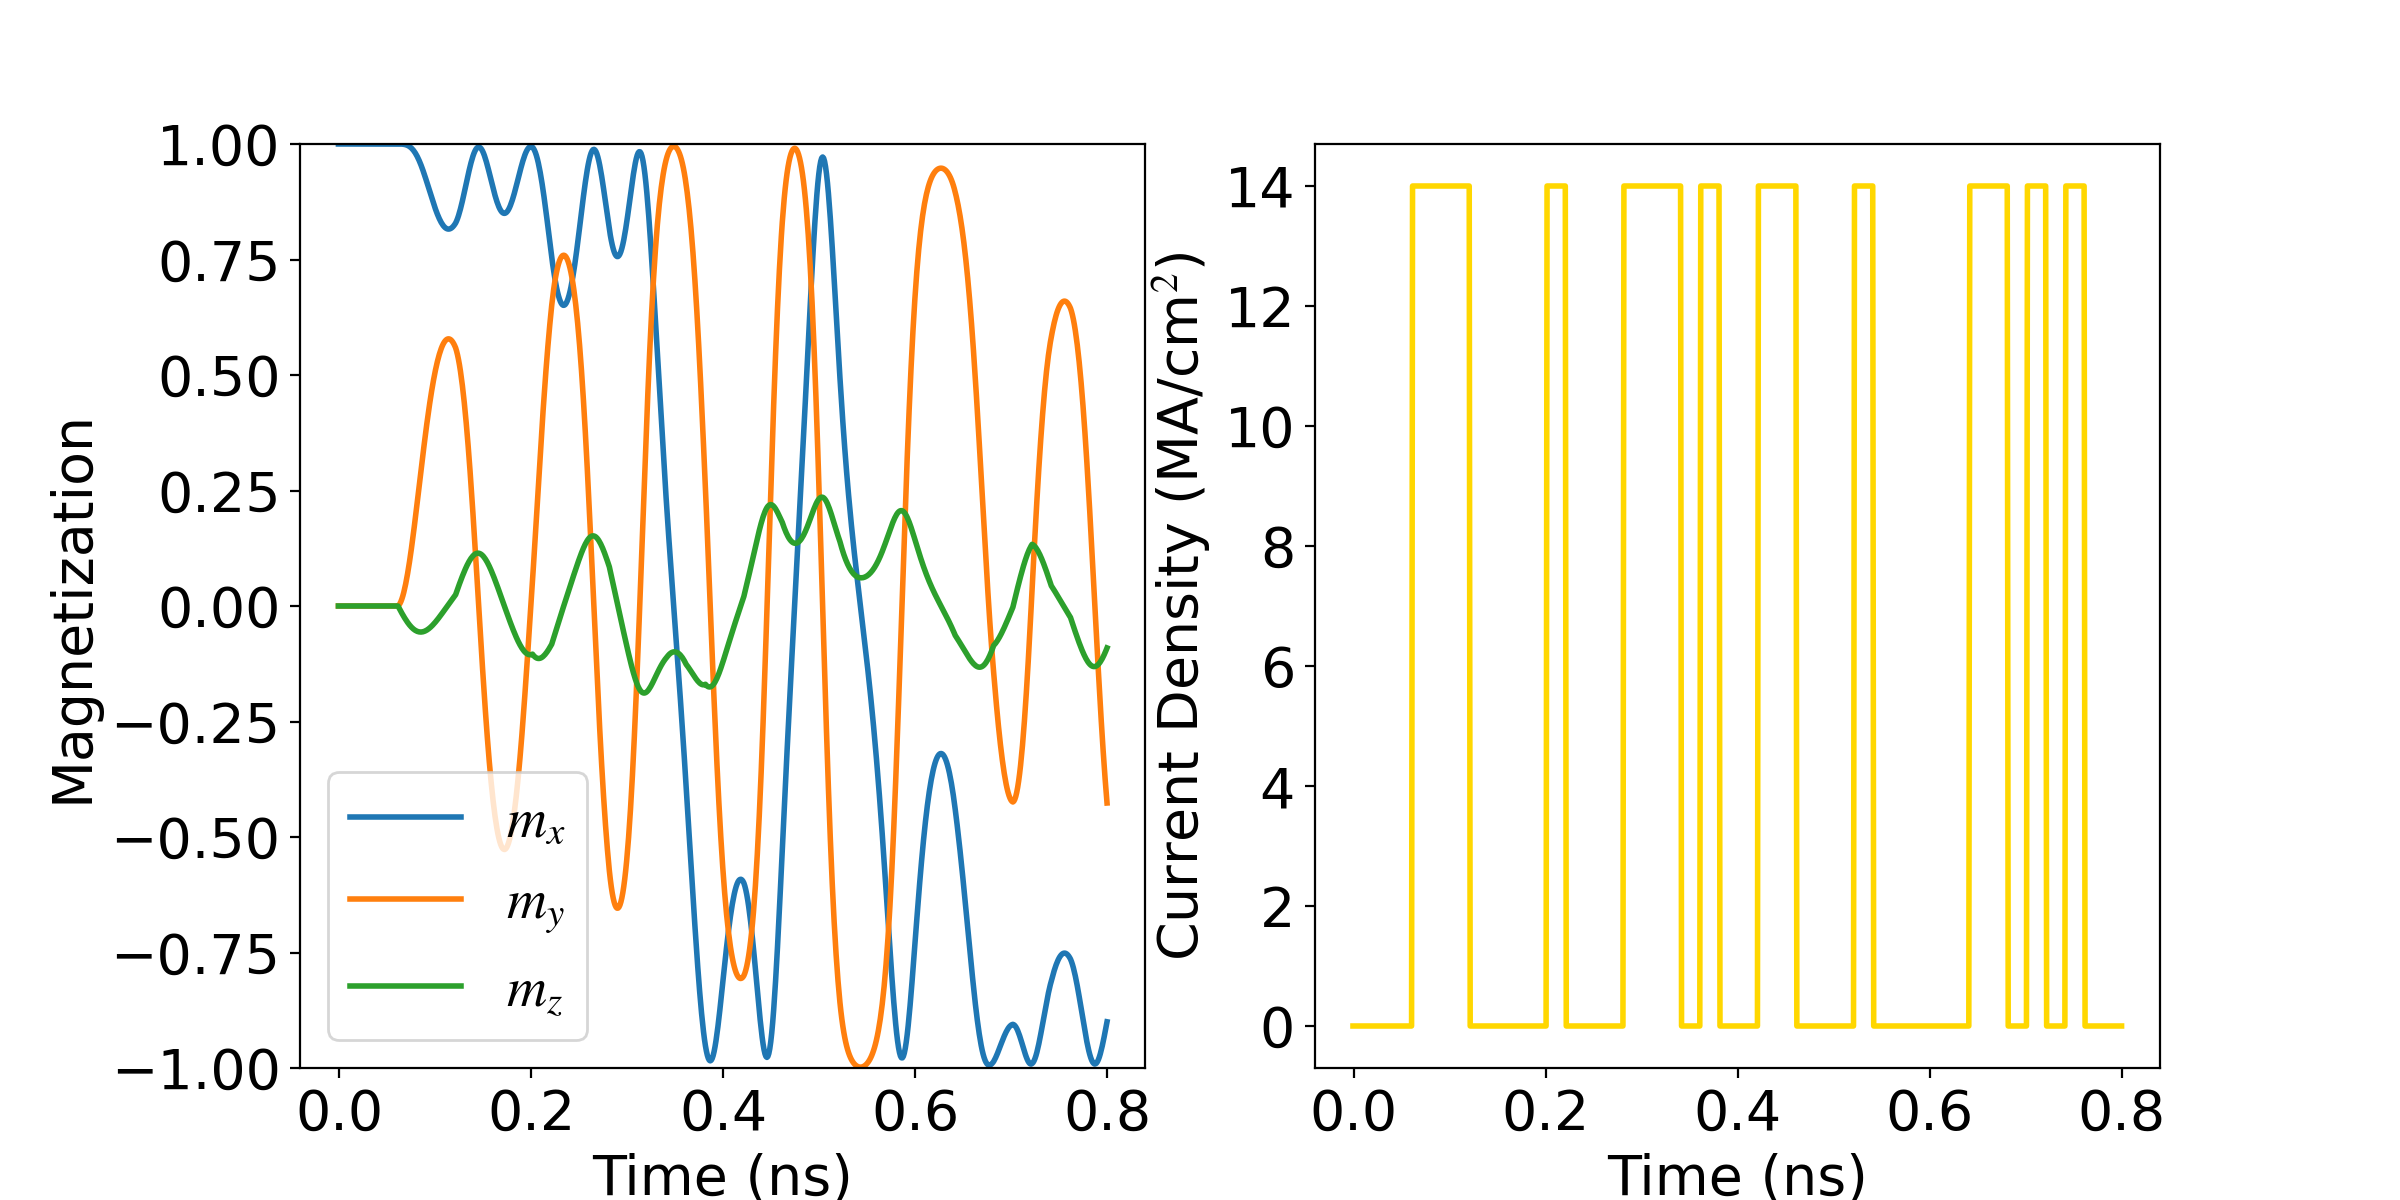 Magnetization
1.00
0.75
0.50
0.25
0.00
−0.25
−0.50
−0.75
−1.00
m_x
m_y
m_z
0.0 0.2 0.4 0.6 0.8
Time (ns)
Current Density (MA/cm²)
14
12
10
8
6
4
2
0
0.0 0.2 0.4 0.6 0.8
Time (ns)